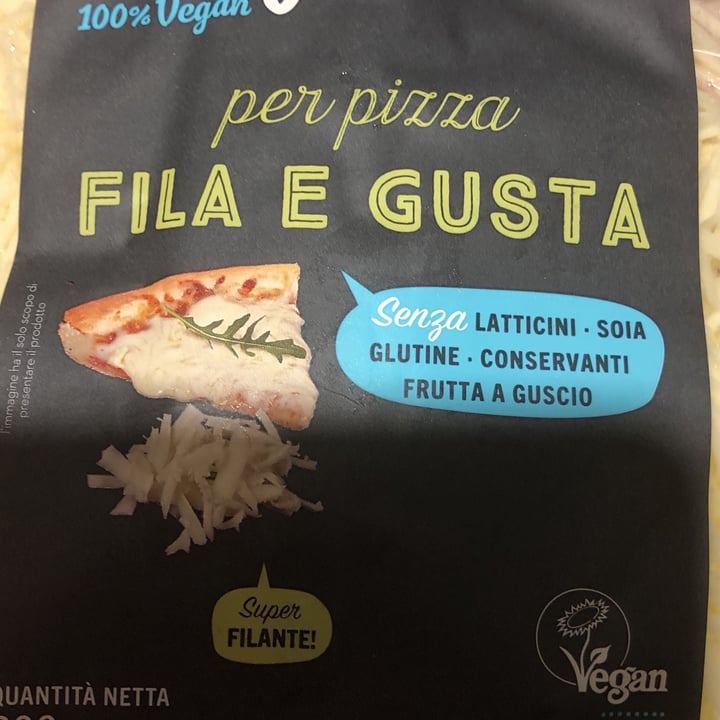 100% Vegan
per pizza
FILA E GUSTA
Senza LATTICINI · SOIA
GLUTINE · CONSERVANTI
FRUTTA A GUSCIO
l'immagine ha il solo scopo di
presentare il prodotto
Super
FILANTE!
Vegan
QUANTITÀ NETTA